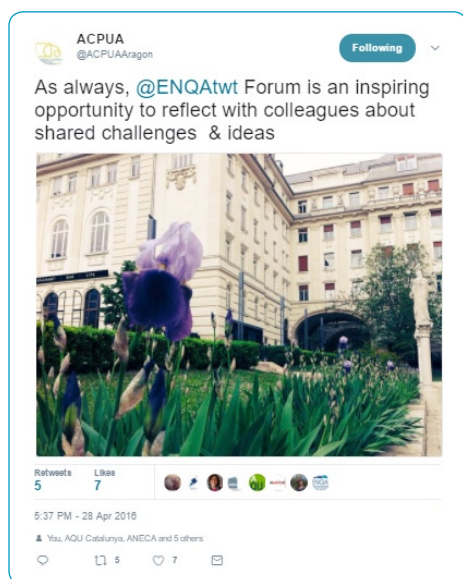 ACPUA
@ACPUAAragon
Following
As always, @ENQAtwt Forum is an inspiring
opportunity to reflect with colleagues about
shared challenges & ideas
Retweets
Likes
5
7
5:37 PM - 28 Apr 2016
You, AQU Catalunya, ANECA and 5 others
5
7